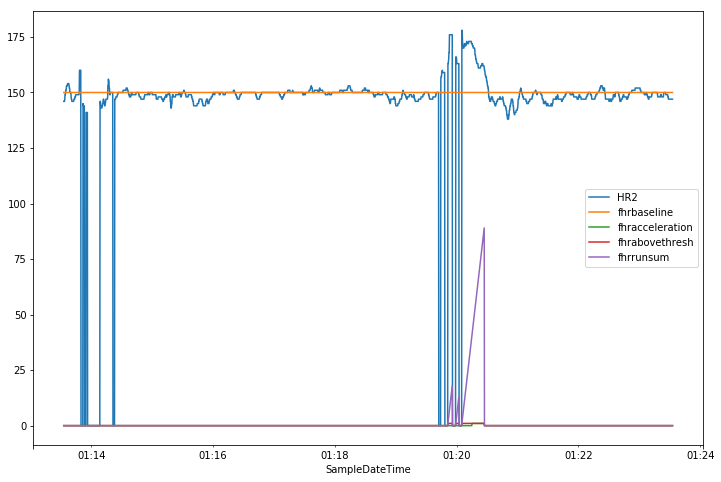 175
150
125
100
75
50
25
0
HR2
fhrbaseline
fhracceleration
fhrabovethresh
fhrrunsum
01:14
01:16
01:18
01:20
01:22
01:24
SampleDateTime